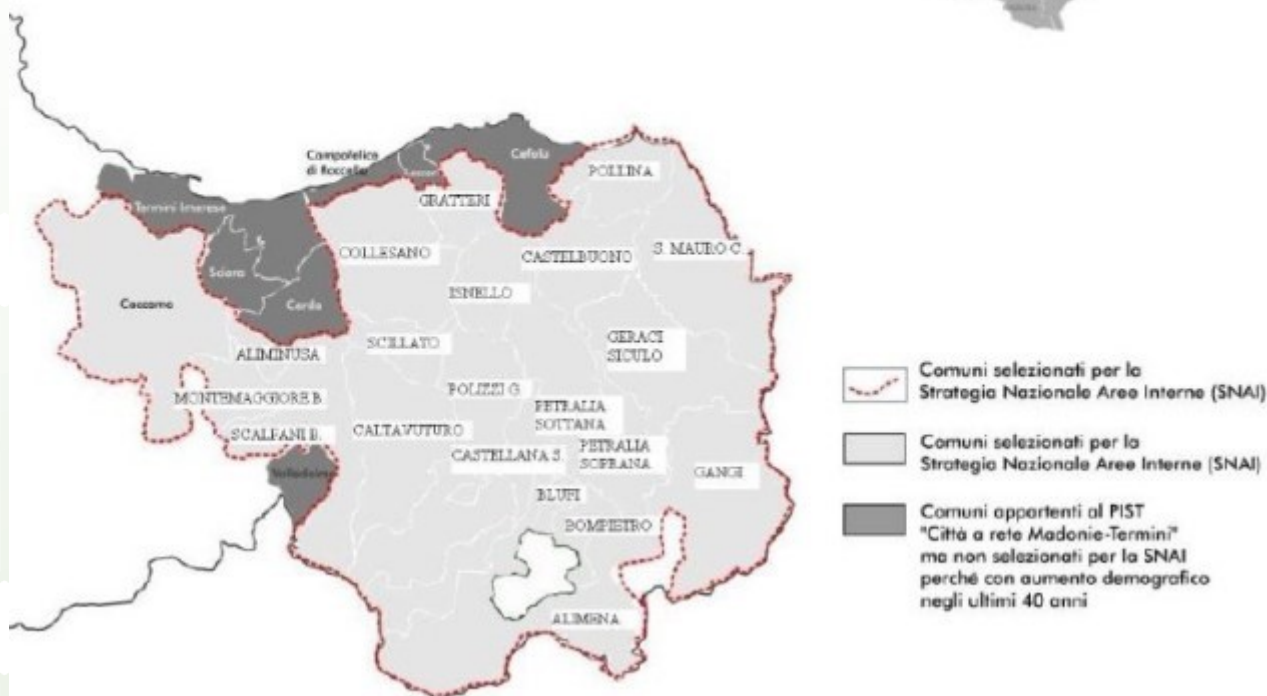 Campofelice
di Roccella
Cefalù
POLLINA
GRATTERI
Termini Imerese
COLLESANO
CASTELBUONO
S. MAURO C.
Sciara
ISNELLO
Caccamo
Cerda
SCILLATO
GERACI
SICULO
ALIMINUSA
MONTEMAGGIORE B.
POLIZZI G.
PETRALIA
SOTTANA
SCALFANI B.
CALTAVUTURO
CASTELLANA S.
PETRALIA
SOPRANA
GANGI
BLUFI
BOMPIETRO
ALIMENA
Comuni selezionati per la
Strategia Nazionale Aree Interne (SNAI)
Comuni selezionati per la
Strategia Nazionale Aree Interne (SNAI)
Comuni appartenti al PIST
"Città a rete Madonie-Termini"
ma non selezionati per la SNAI
perché con aumento demografico
negli ultimi 40 anni